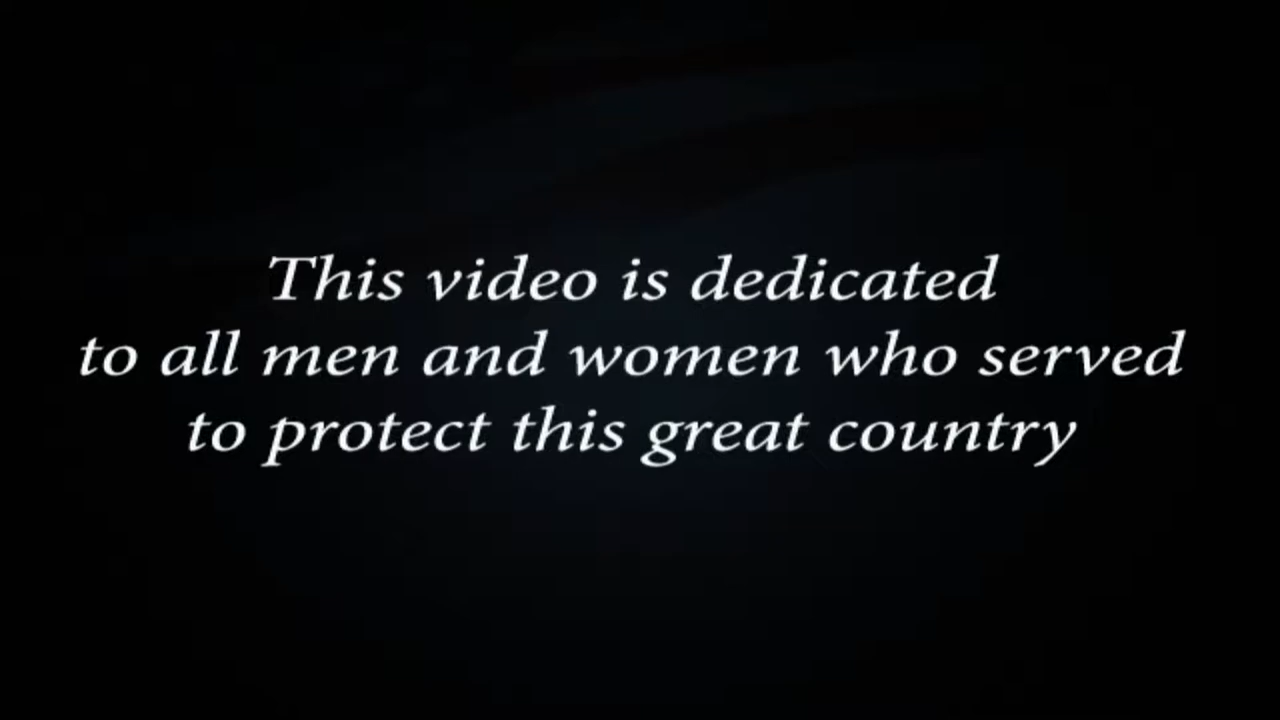 This video is dedicated
to all men and women who served
to protect this great country